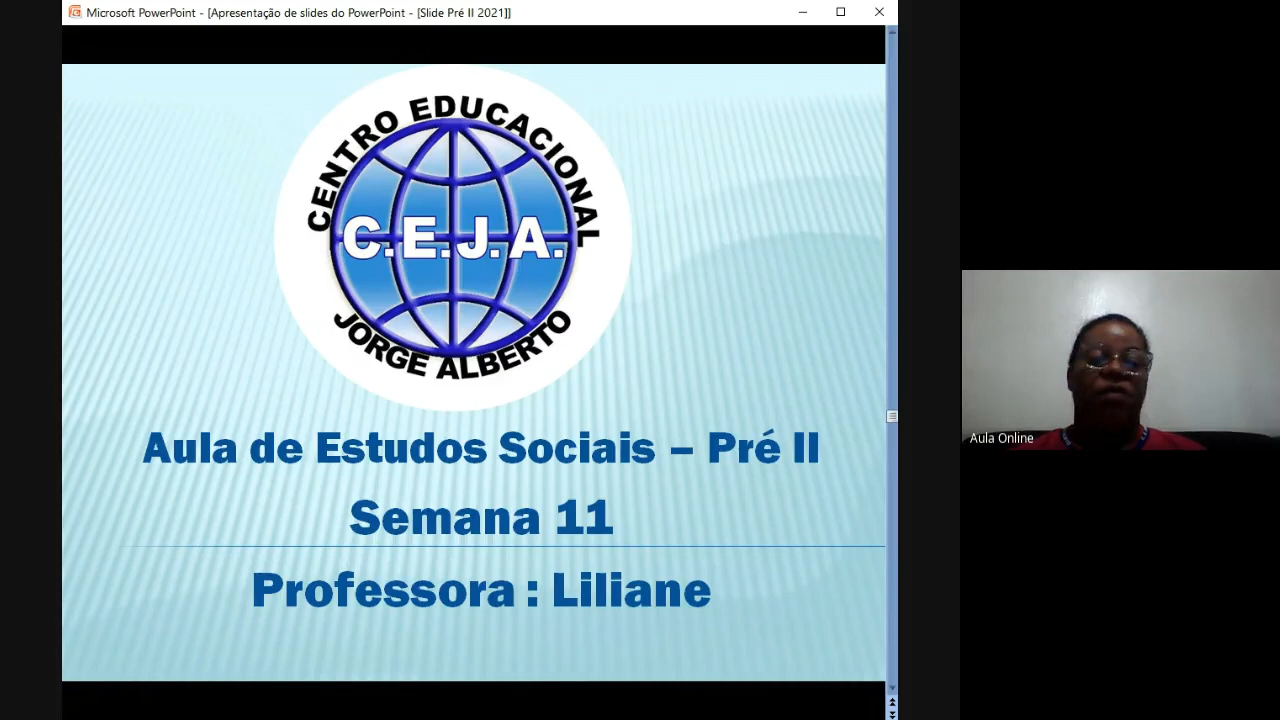 Microsoft PowerPoint - [Apresentação de slides do PowerPoint - [Slide Pré II 2021]]
CENTRO EDUCACIONAL
C.E.J.A.
JORGE ALBERTO
Aula de Estudos Sociais – Pré II
Semana 11
Professora : Liliane
Aula Online